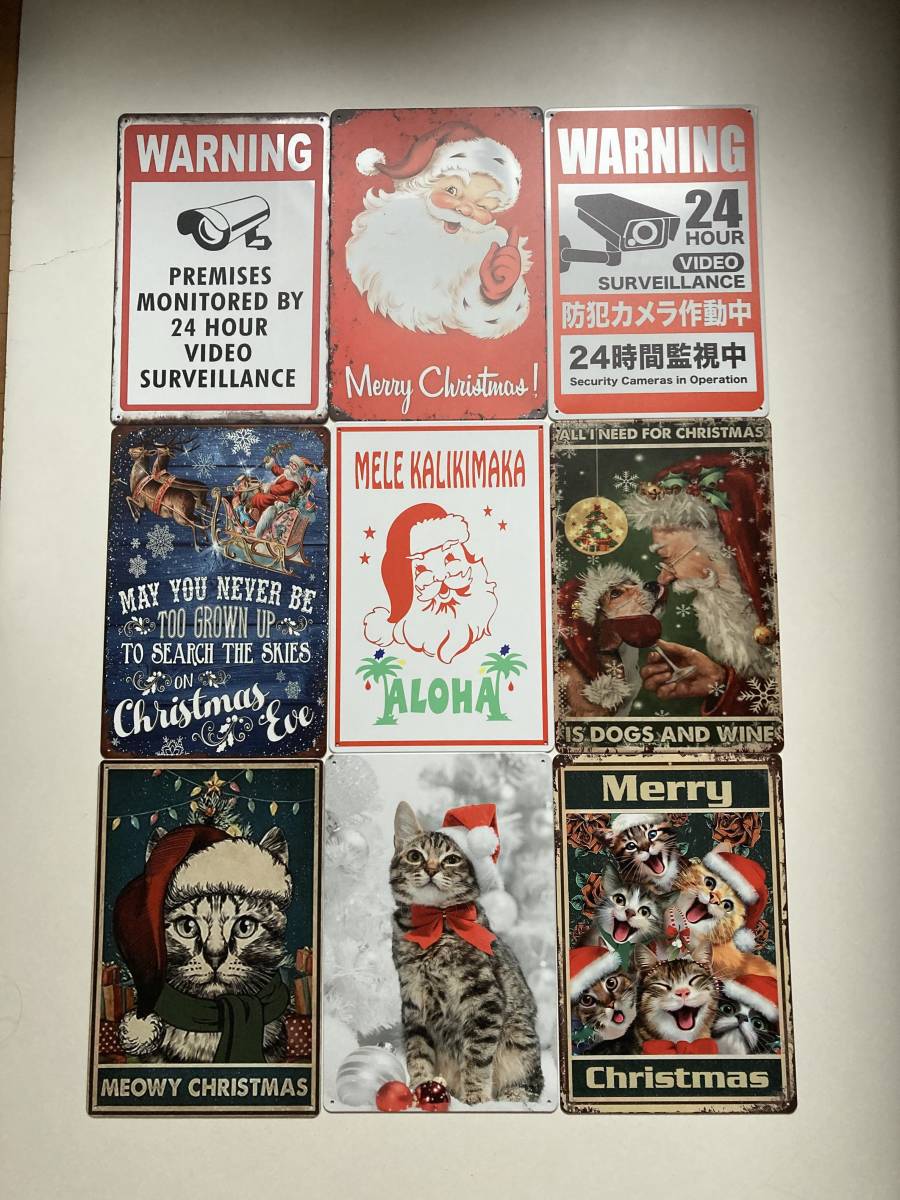 WARNING
PREMISES
MONITORED BY
24 HOUR
VIDEO
SURVEILLANCE
Merry Christmas!
WARNING
24
HOUR
VIDEO
SURVEILLANCE
防犯カメラ作動中
24時間監視中
Security Cameras in Operation
MAY YOU NEVER BE
TOO GROWN UP
TO SEARCH THE SKIES
ON
Christmas
Eve
MELE KALIKIMAKA
ALOHA
ALL I NEED FOR CHRISTMAS
IS DOGS AND WINE
MEOWY CHRISTMAS
Merry
Christmas